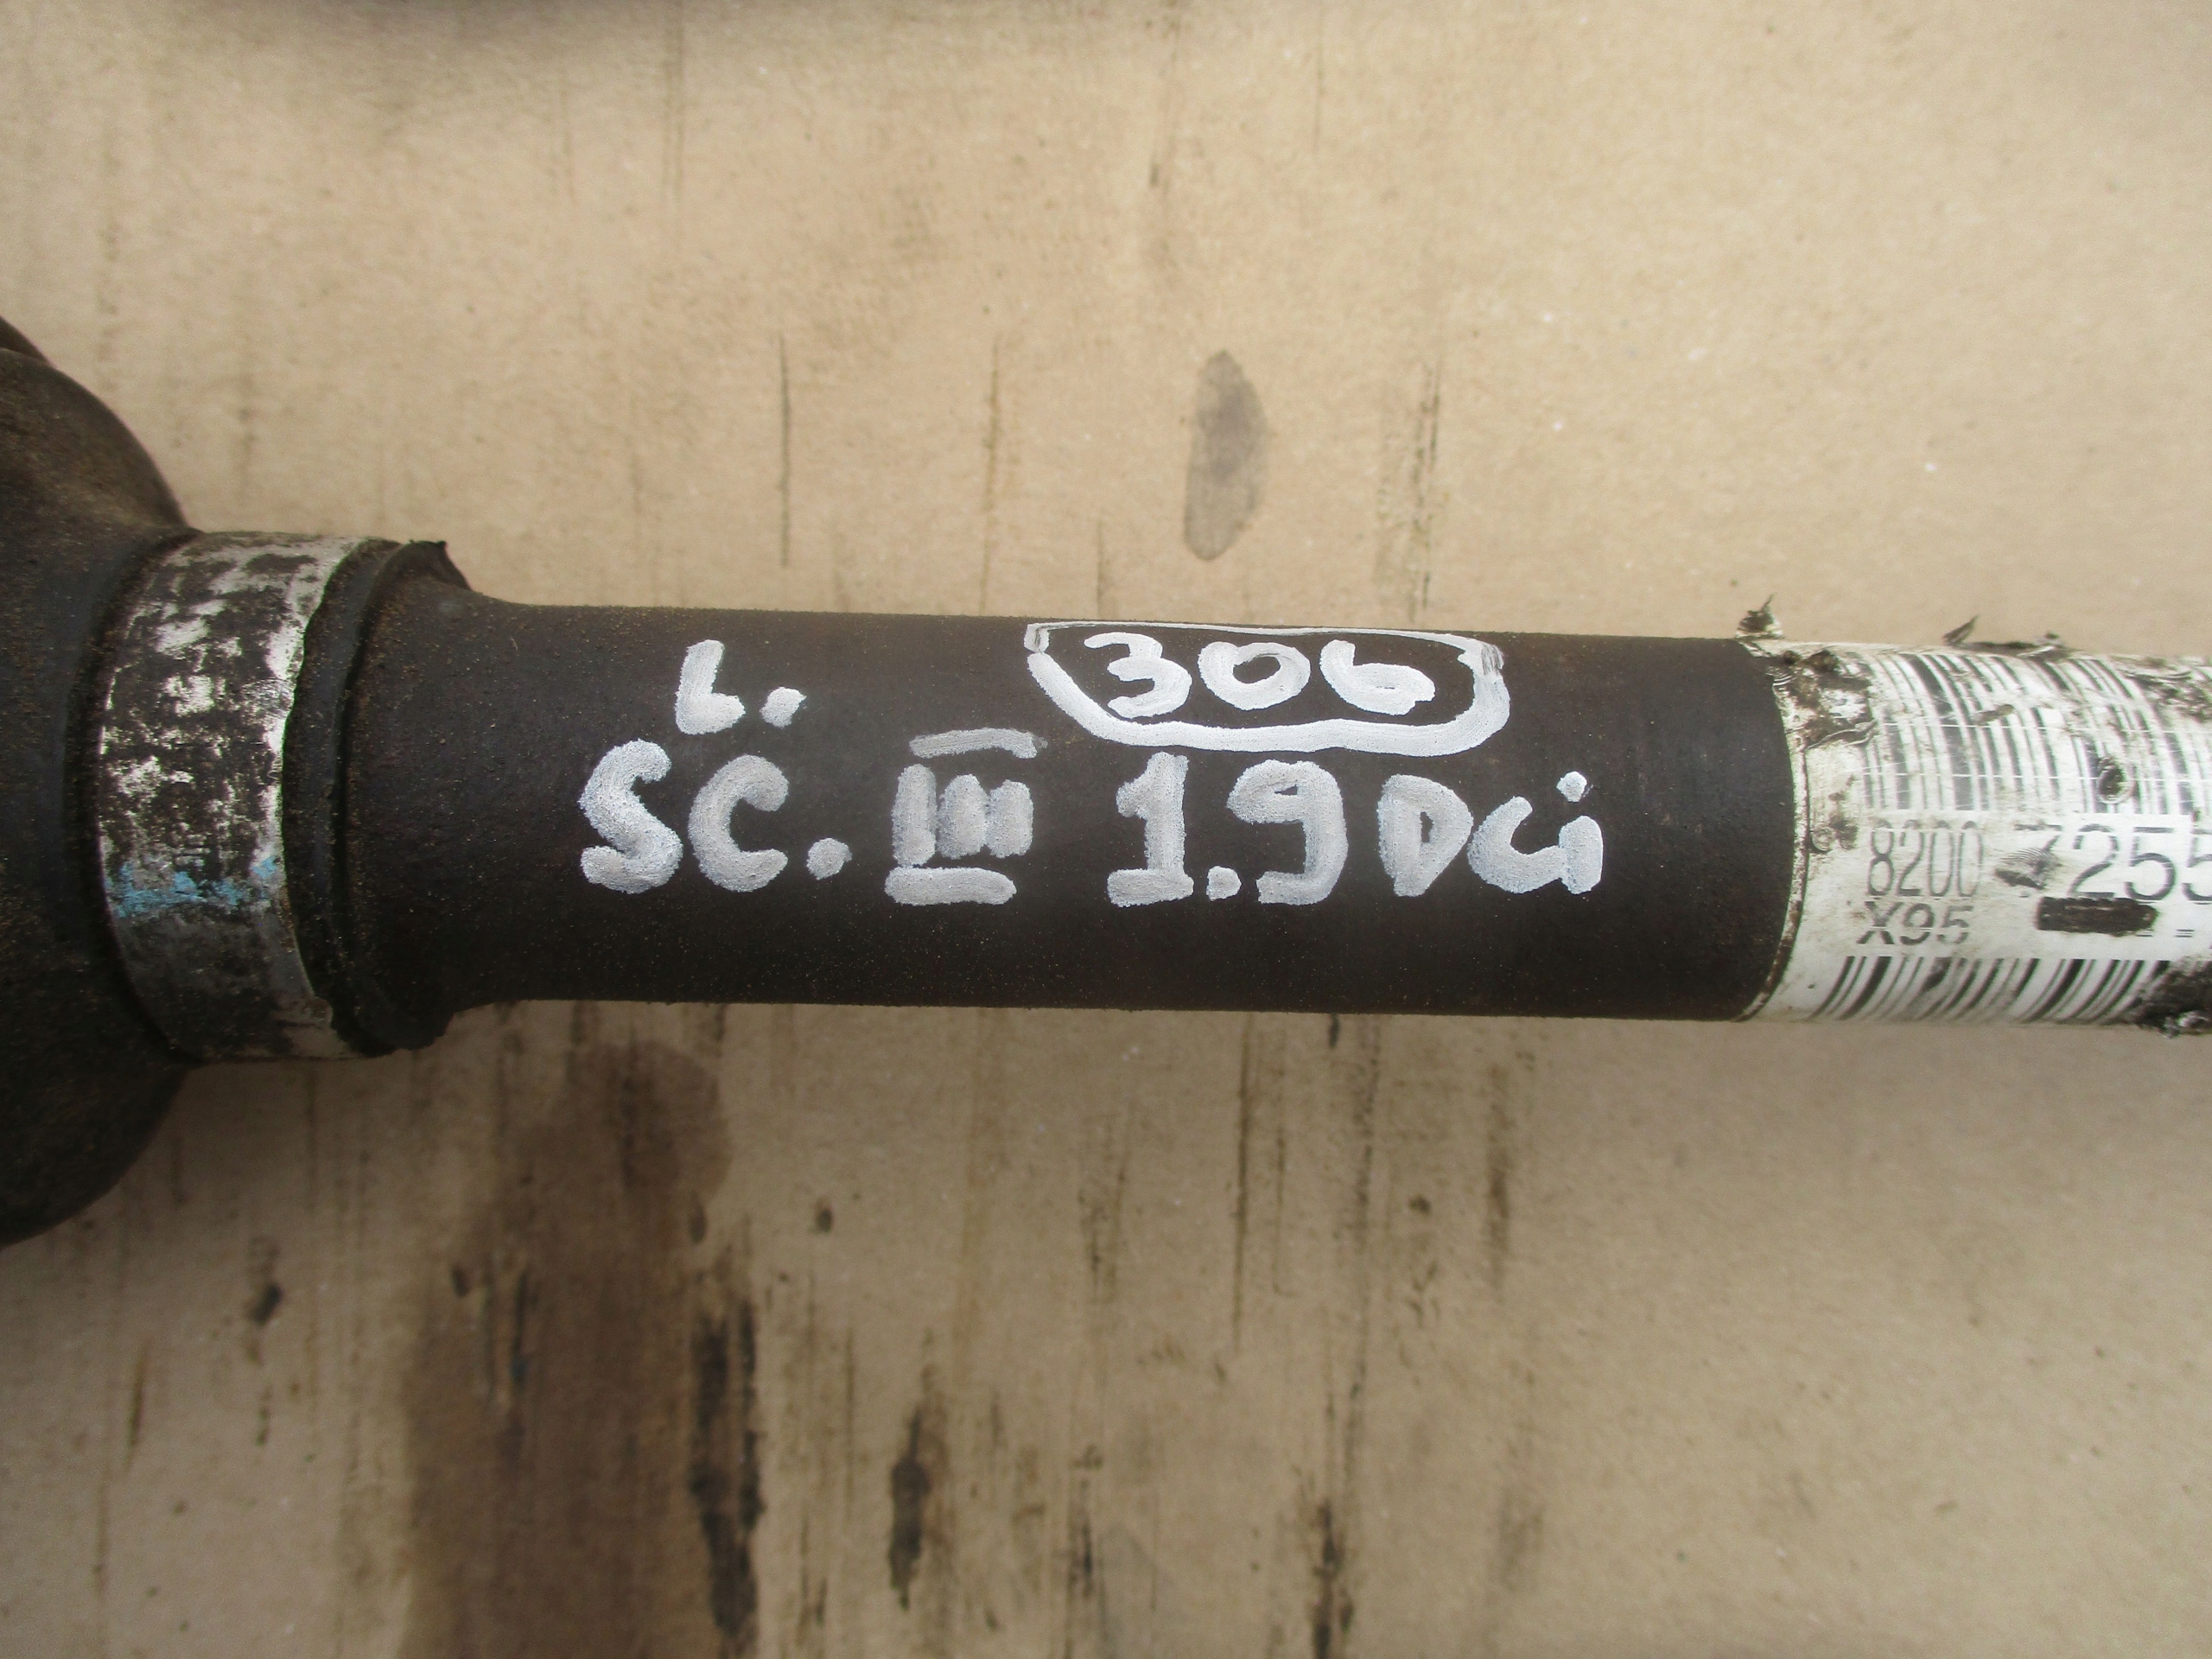 L. 306
SC. III 1.9 DCi
8200 7255
X95